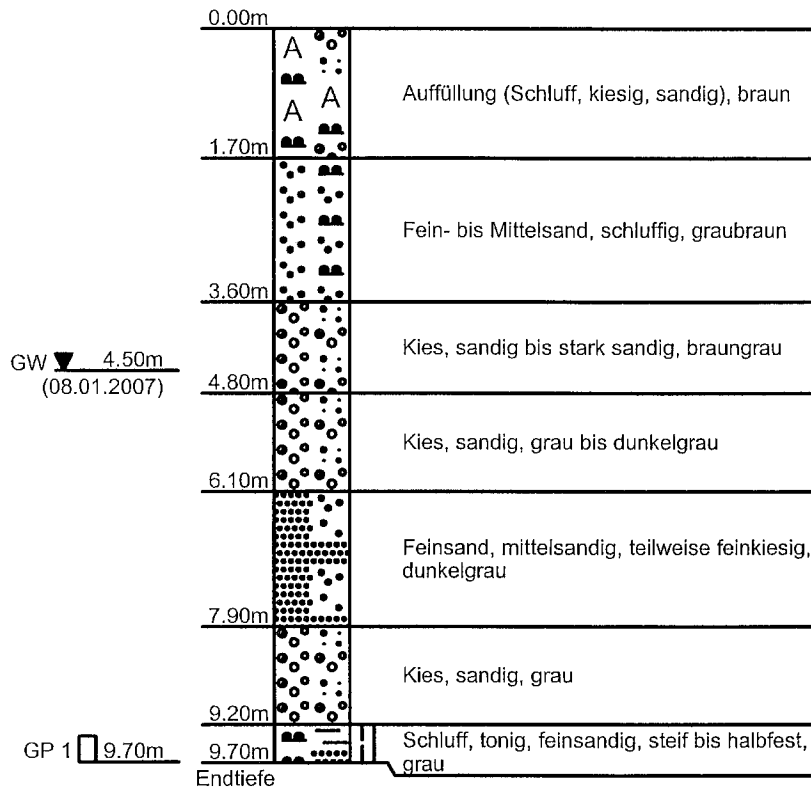 0.00m
A
A
A
Auffüllung (Schluff, kiesig, sandig), braun
1.70m
Fein- bis Mittelsand, schluffig, graubraun
3.60m
Kies, sandig bis stark sandig, braungrau
GW 4.50m
(08.01.2007)
4.80m
Kies, sandig, grau bis dunkelgrau
6.10m
Feinsand, mittelsandig, teilweise feinkiesig,
dunkelgrau
7.90m
Kies, sandig, grau
9.20m
Schluff, tonig, feinsandig, steif bis halbfest,
grau
GP 1 9.70m
9.70m
Endtiefe